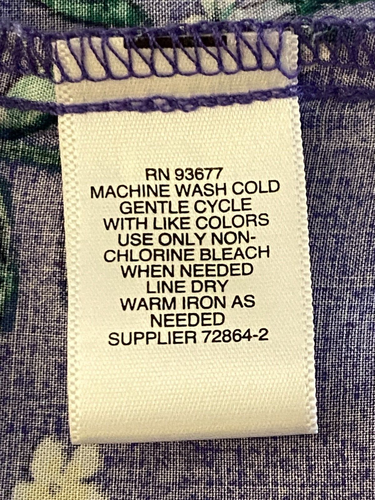 RN 93677
MACHINE WASH COLD
GENTLE CYCLE
WITH LIKE COLORS
USE ONLY NON-
CHLORINE BLEACH
WHEN NEEDED
LINE DRY
WARM IRON AS
NEEDED
SUPPLIER 72864-2